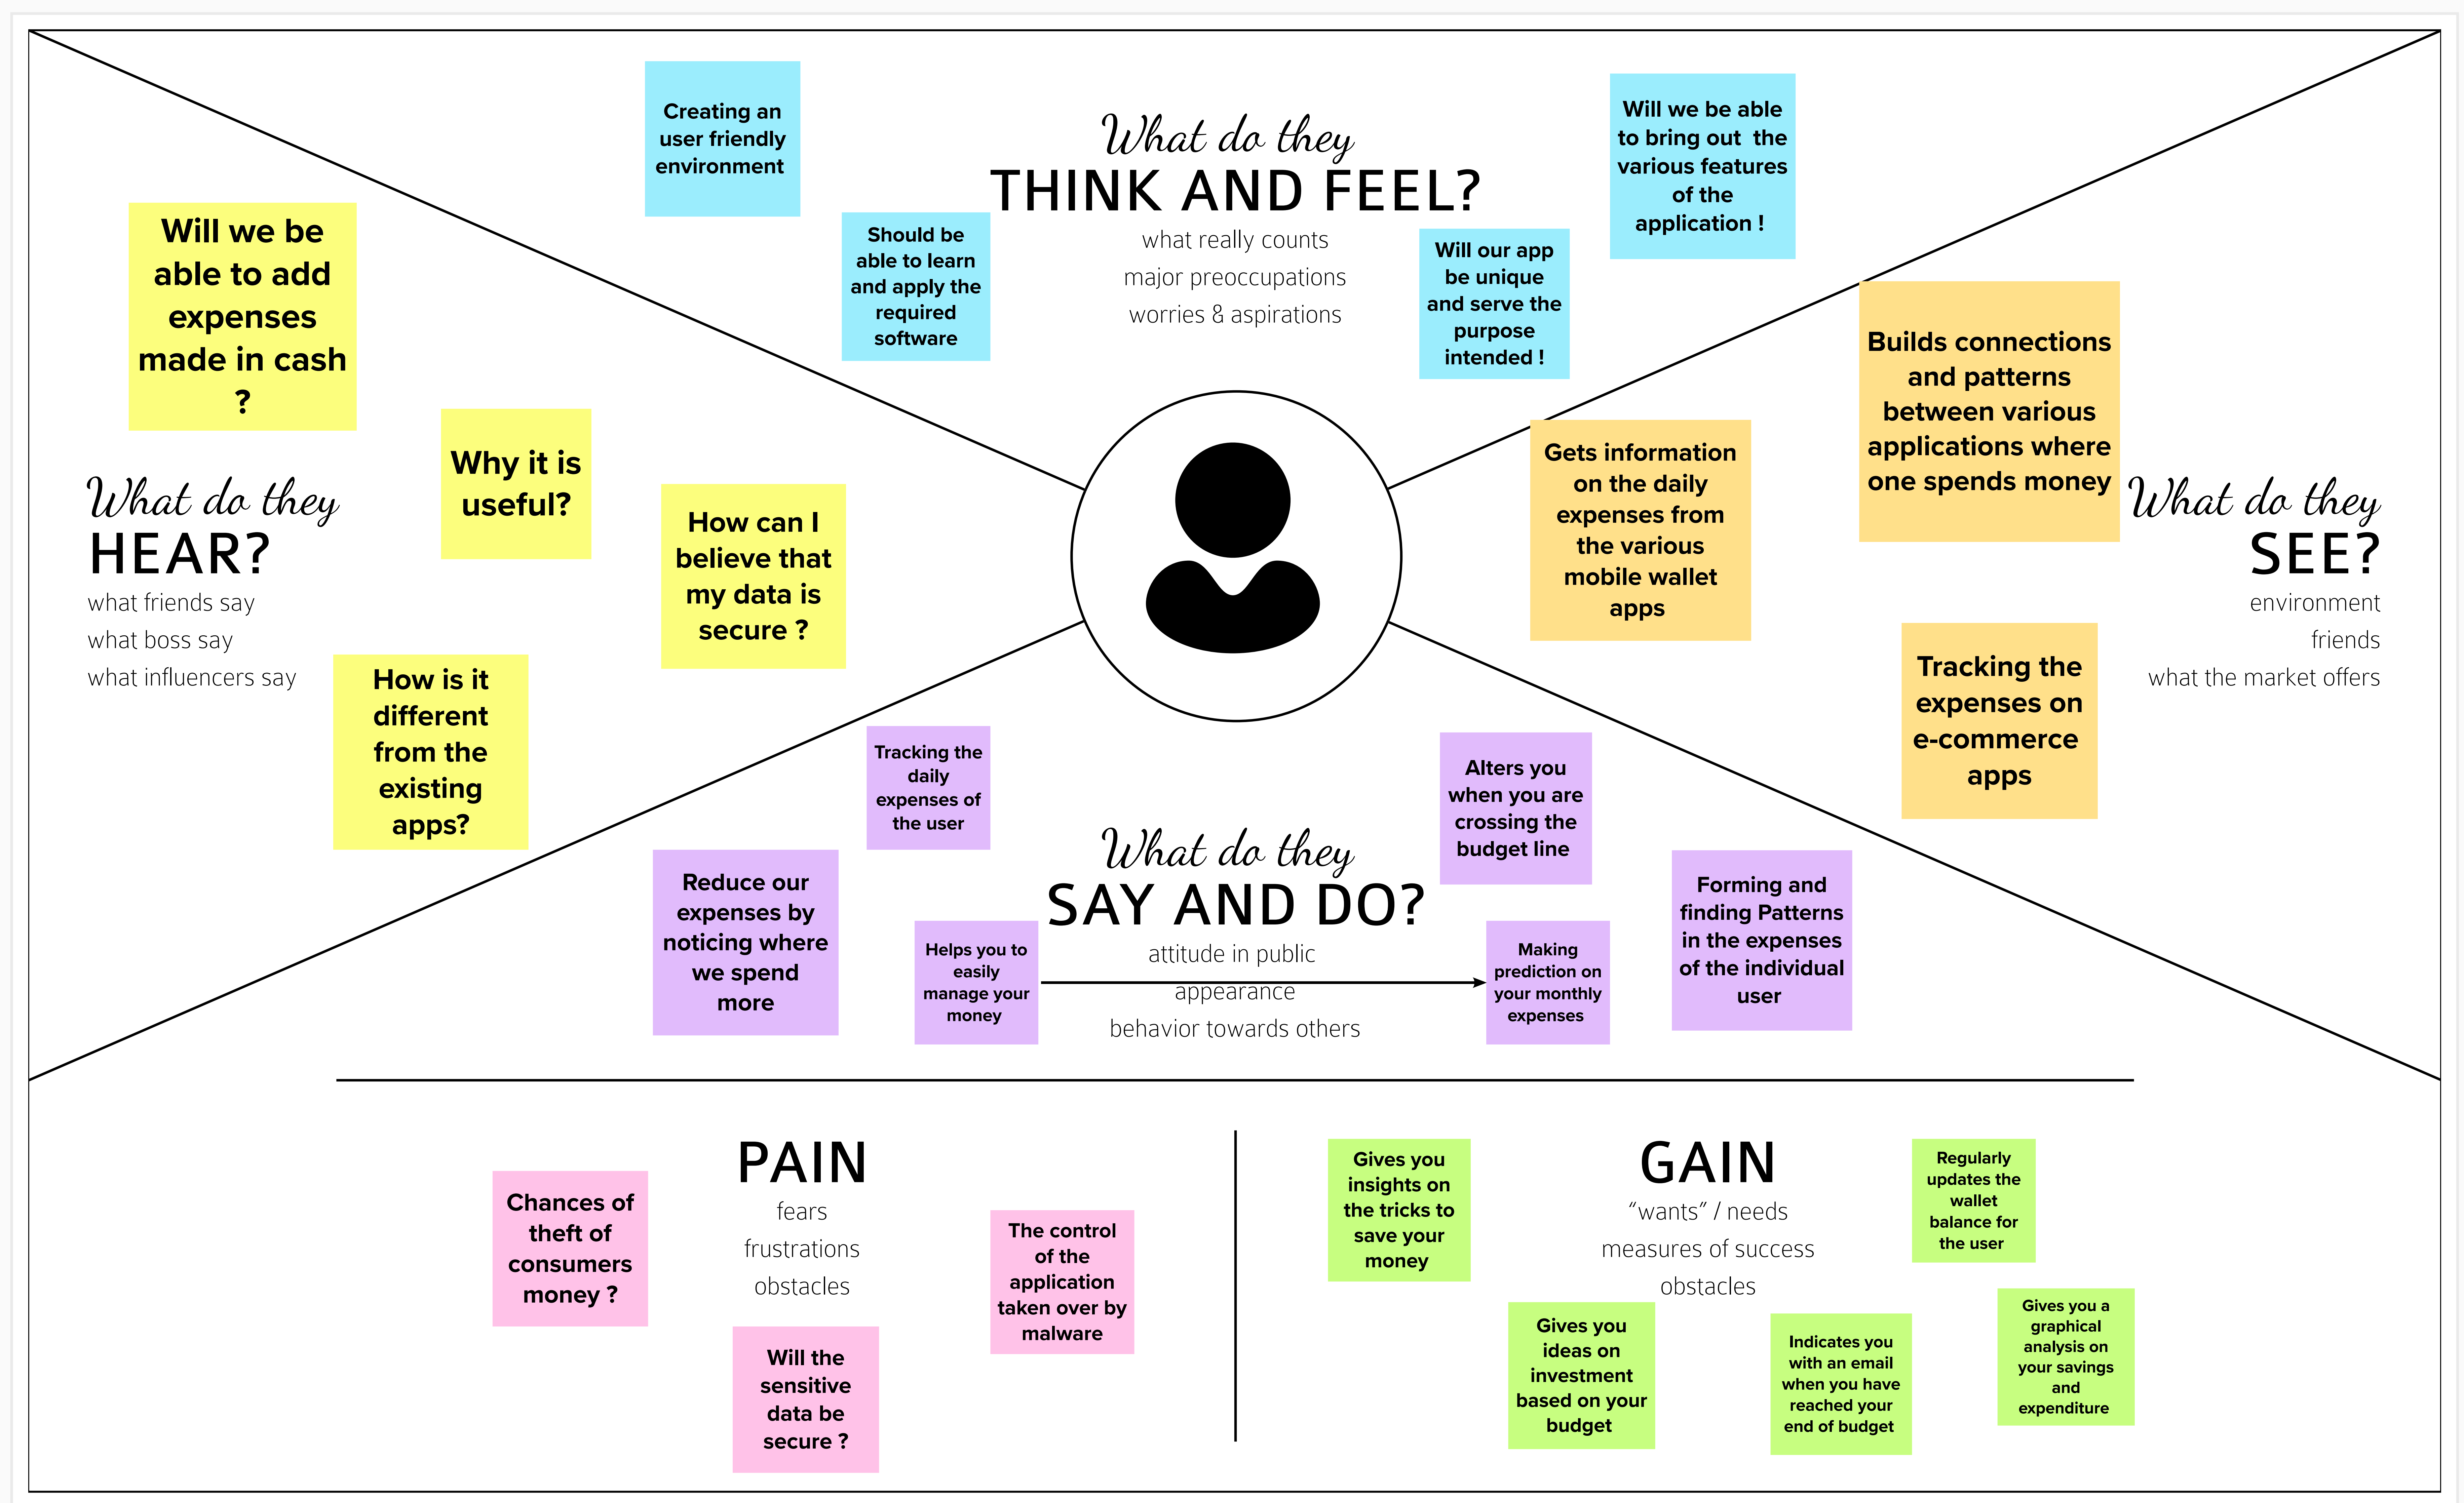 Creating an
user friendly
environment
Should be
able to learn
and apply the
required
software
What do they
THINK AND FEEL?
what really counts
major preoccupations
worries & aspirations
Will our app
be unique
and serve the
purpose
intended !
Will we be able
to bring out the
various features
of the
application !
Will we be
able to add
expenses
made in cash
?
Why it is
useful?
How can I
believe that
my data is
secure ?
What do they
HEAR?
what friends say
what boss say
what influencers say
How is it
different
from the
existing
apps?
Gets information
on the daily
expenses from
the various
mobile wallet
apps
Builds connections
and patterns
between various
applications where
one spends money
What do they
SEE?
environment
friends
what the market offers
Tracking the
expenses on
e-commerce
apps
Tracking the
daily
expenses of
the user
Reduce our
expenses by
noticing where
we spend
more
Helps you to
easily
manage your
money
What do they
SAY AND DO?
attitude in public
appearance
behavior towards others
Alters you
when you are
crossing the
budget line
Making
prediction on
your monthly
expenses
Forming and
finding Patterns
in the expenses
of the individual
user
PAIN
fears
frustrations
obstacles
Chances of
theft of
consumers
money ?
Will the
sensitive
data be
secure ?
The control
of the
application
taken over by
malware
GAIN
“wants” / needs
measures of success
obstacles
Gives you
insights on
the tricks to
save your
money
Gives you
ideas on
investment
based on your
budget
Indicates you
with an email
when you have
reached your
end of budget
Regularly
updates the
wallet
balance for
the user
Gives you a
graphical
analysis on
your savings
and
expenditure